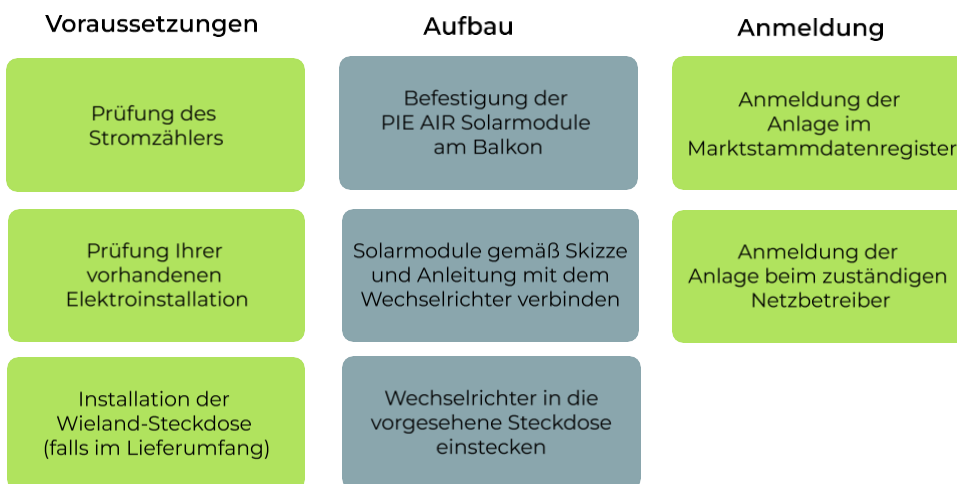 Voraussetzungen
Prüfung des
Stromzählers
Prüfung Ihrer
vorhandenen
Elektroinstallation
Installation der
Wieland-Steckdose
(falls im Lieferumfang)
Aufbau
Befestigung der
PIE AIR Solarmodule
am Balkon
Solarmodule gemäß Skizze
und Anleitung mit dem
Wechselrichter verbinden
Wechselrichter in die
vorgesehene Steckdose
einstecken
Anmeldung
Anmeldung der
Anlage im
Marktstammdatenregister
Anmeldung der
Anlage beim zuständigen
Netzbetreiber